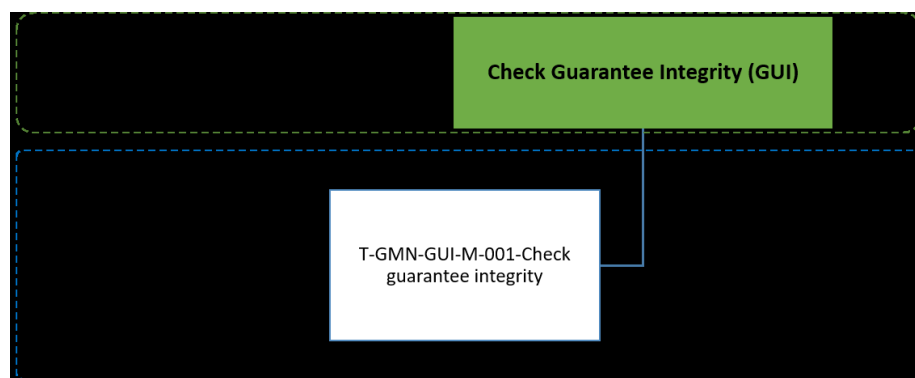 Check Guarantee Integrity (GUI)
T-GMN-GUI-M-001-Check
guarantee integrity